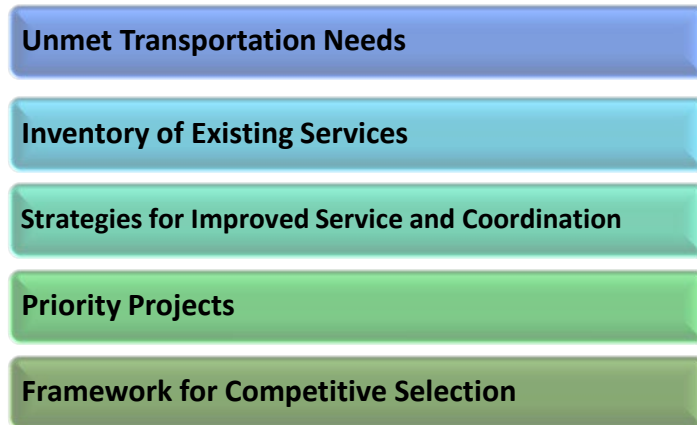 Unmet Transportation Needs
Inventory of Existing Services
Strategies for Improved Service and Coordination
Priority Projects
Framework for Competitive Selection